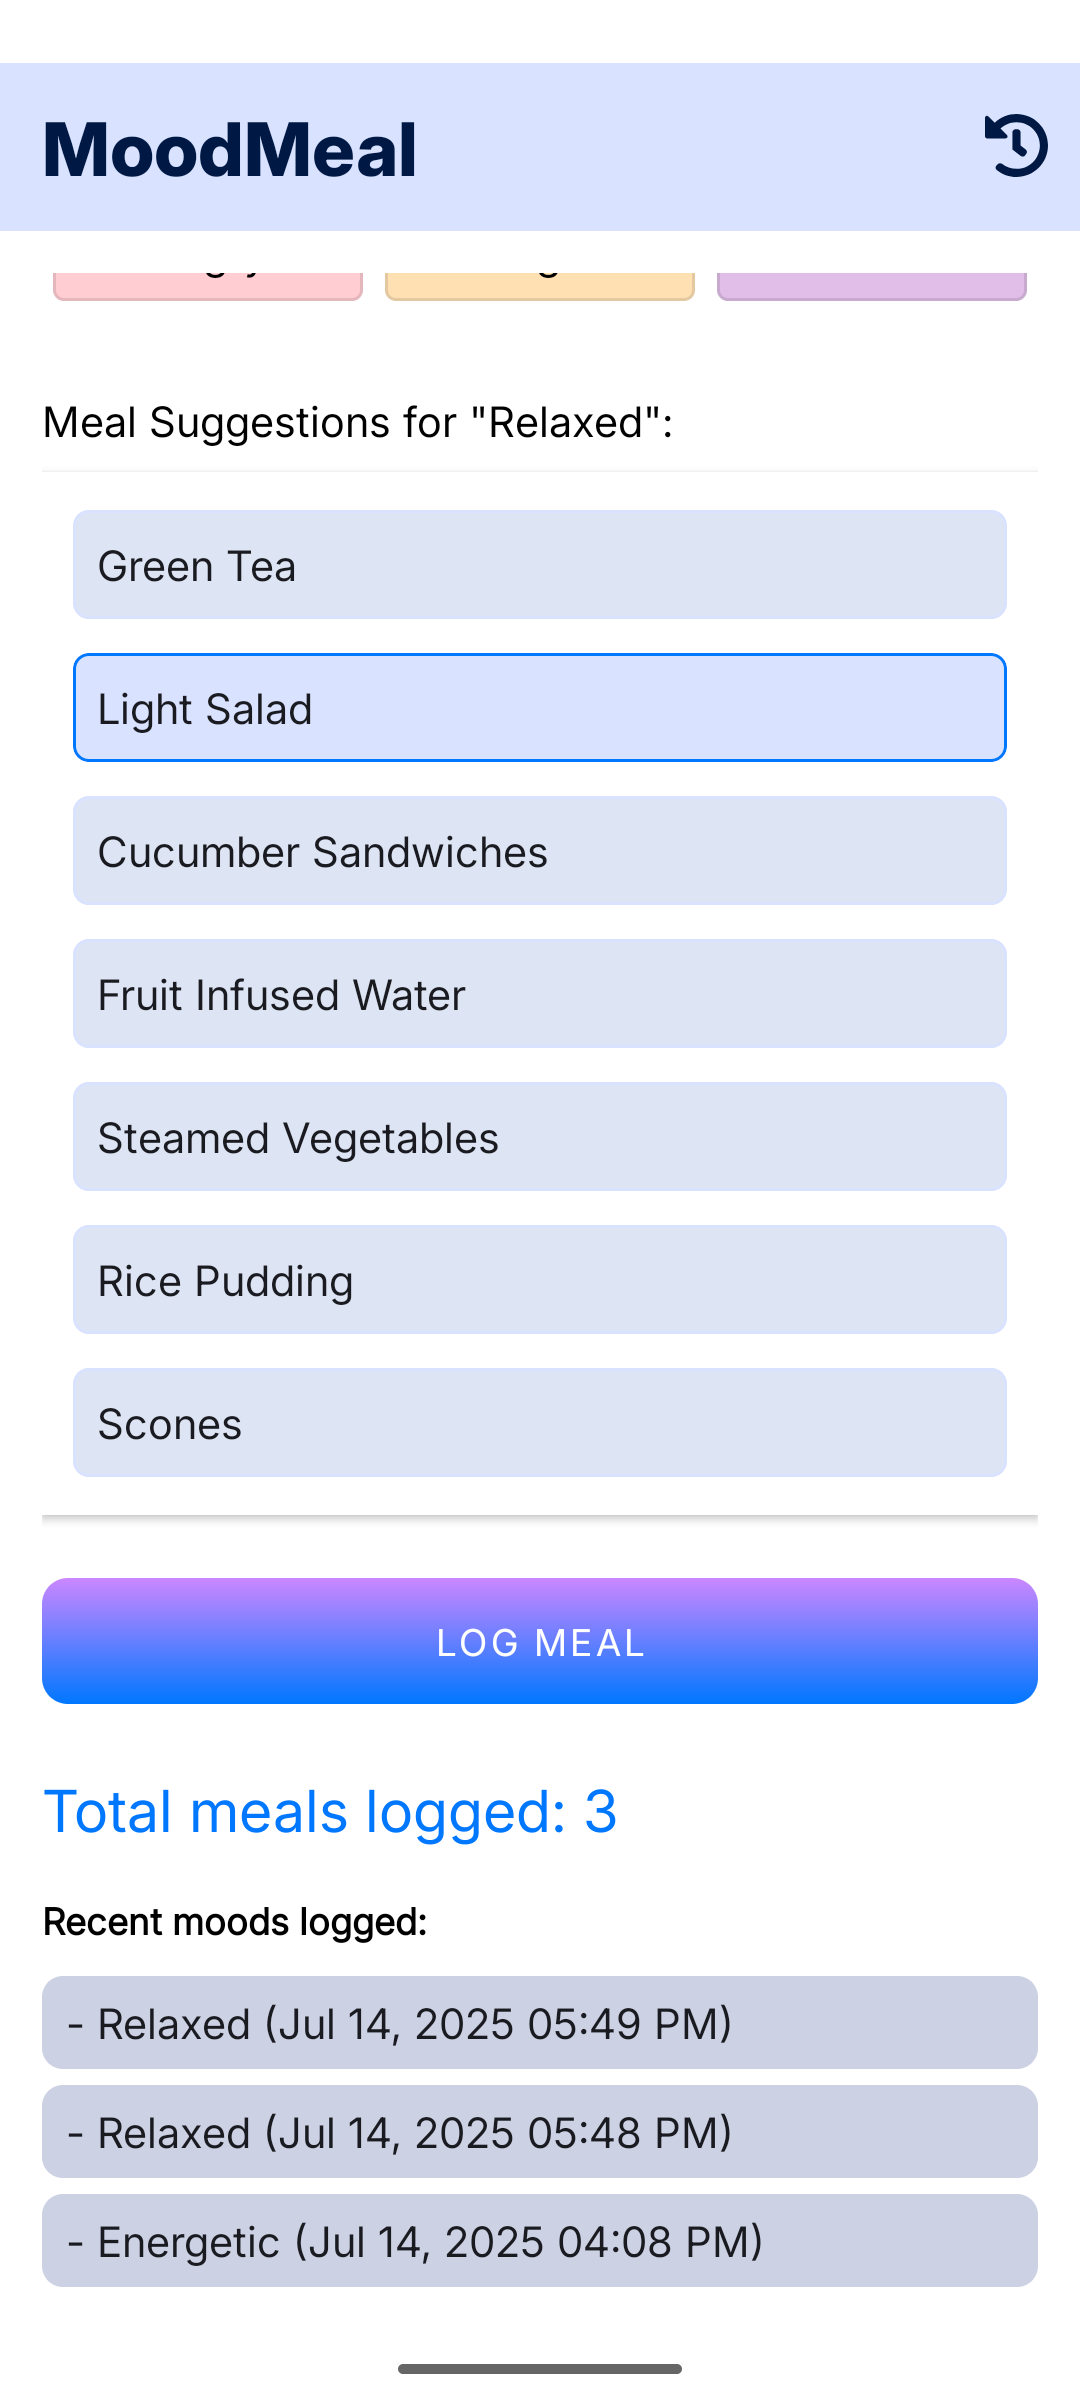 MoodMeal
Meal Suggestions for "Relaxed":
Green Tea
Light Salad
Cucumber Sandwiches
Fruit Infused Water
Steamed Vegetables
Rice Pudding
Scones
LOG MEAL
Total meals logged: 3
Recent moods logged:
- Relaxed (Jul 14, 2025 05:49 PM)
- Relaxed (Jul 14, 2025 05:48 PM)
- Energetic (Jul 14, 2025 04:08 PM)